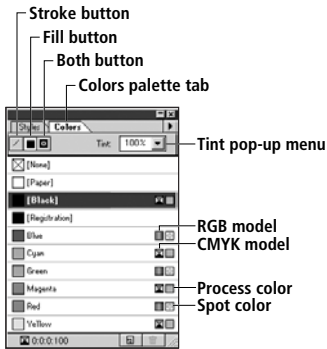 Stroke button
Fill button
Both button
Colors palette tab
Styles Colors
Tint: 100%
Tint pop-up menu
[None]
[Paper]
[Black]
[Registration]
RGB model
Blue
CMYK model
Cyan
Green
Magenta
Process color
Red
Spot color
Yellow
0:0:0:100